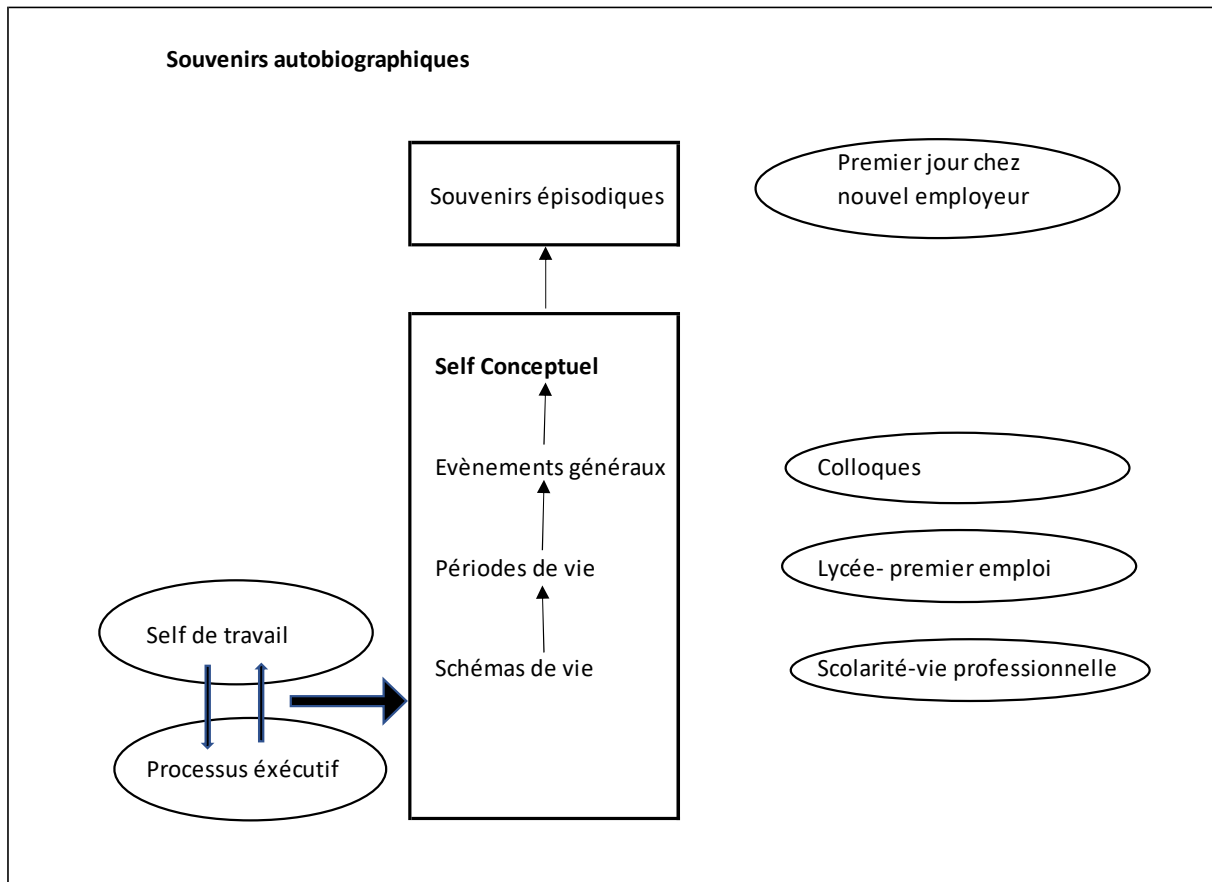 Souvenirs autobiographiques
Souvenirs épisodiques
Premier jour chez
nouvel employeur
Self Conceptuel
Evènements généraux
Colloques
Périodes de vie
Lycée- premier emploi
Self de travail
Schémas de vie
Scolarité-vie professionnelle
Processus éxécutif